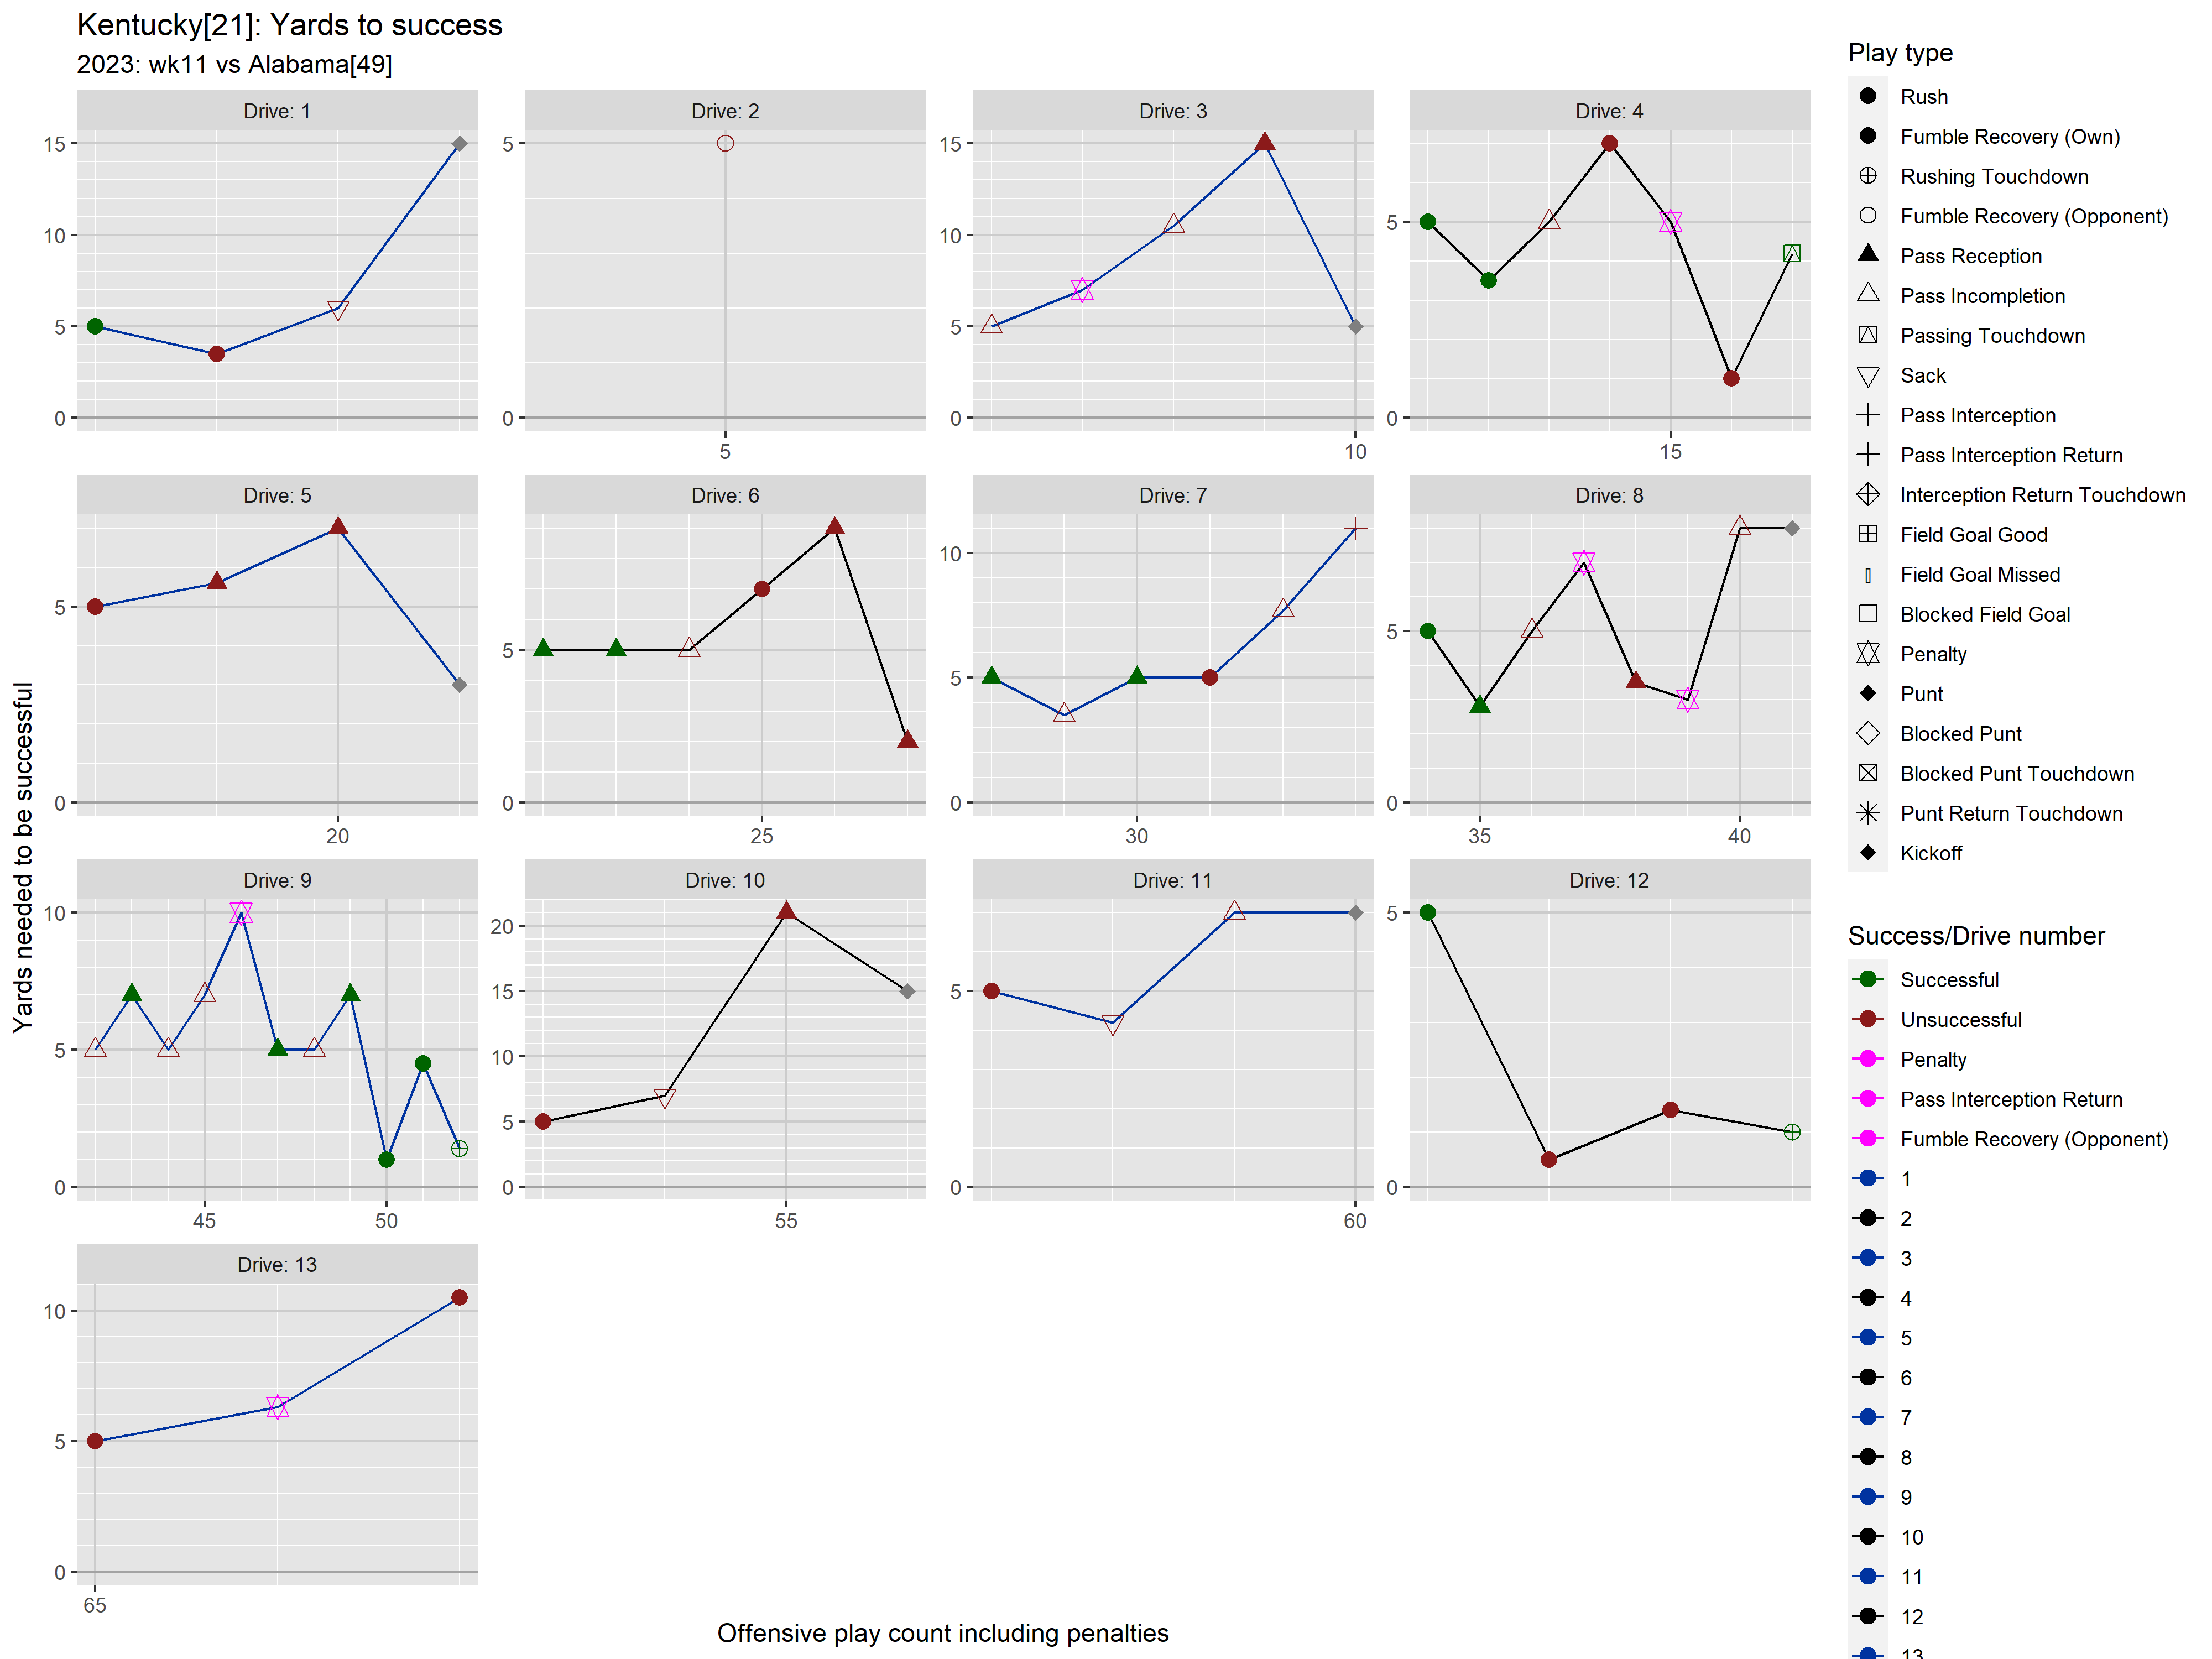 Kentucky[21]: Yards to success
2023: wk11 vs Alabama[49]
Drive: 1
Drive: 2
Drive: 3
Drive: 4
15
10
5
0
5
0
5
15
10
5
0
10
5
0
15
Drive: 5
Drive: 6
Drive: 7
Drive: 8
5
0
20
5
0
25
10
5
0
30
5
0
35
40
Drive: 9
Drive: 10
Drive: 11
Drive: 12
10
5
0
45
50
20
15
10
5
0
55
5
0
60
5
0
Drive: 13
10
5
0
65
Yards needed to be successful
Offensive play count including penalties
Play type
Rush
Fumble Recovery (Own)
Rushing Touchdown
Fumble Recovery (Opponent)
Pass Reception
Pass Incompletion
Passing Touchdown
Sack
Pass Interception
Pass Interception Return
Interception Return Touchdown
Field Goal Good
Field Goal Missed
Blocked Field Goal
Penalty
Punt
Blocked Punt
Blocked Punt Touchdown
Punt Return Touchdown
Kickoff
Success/Drive number
Successful
Unsuccessful
Penalty
Pass Interception Return
Fumble Recovery (Opponent)
1
2
3
4
5
6
7
8
9
10
11
12
13